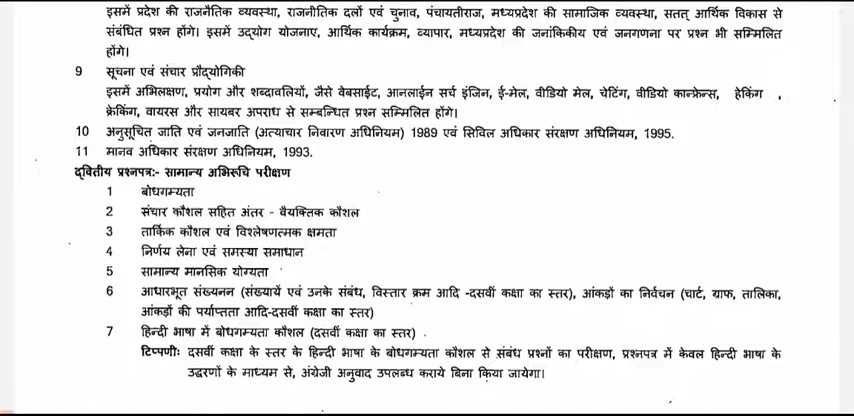 इसमें प्रदेश की राजनैतिक व्यवस्था, राजनीतिक दलों एवं चुनाव, पंचायतीराज, मध्यप्रदेश की सामाजिक व्यवस्था, सतत् आर्थिक विकास से
संबंधित प्रश्न होंगे। इसमें उद्योग योजनाए, आर्थिक कार्यक्रम, व्यापार, मध्यप्रदेश की जनांकिकीय एवं जनगणना पर प्रश्न भी सम्मिलित
होंगे।
9 सूचना एवं संचार प्रौद्योगिकी
इसमें अभिलक्षण, प्रयोग और शब्दावलियों, जैसे वेबसाईट, आनलाईन सर्च इंजिन, ई-मेल, वीडियो मेल, चेटिंग, वीडियो कान्फ्रेन्स, हेकिंग ,
क्रेकिंग, वायरस और सायबर अपराध से सम्बन्धित प्रश्न सम्मिलित होंगे।
10 अनुसूचित जाति एवं जनजाति (अत्याचार निवारण अधिनियम) 1989 एवं सिविल अधिकार संरक्षण अधिनियम, 1995.
11 मानव अधिकार संरक्षण अधिनियम, 1993.
द्वितीय प्रश्नपत्र:- सामान्य अभिरूचि परीक्षण
1 बोधगम्यता
2 संचार कौशल सहित अंतर - वैयक्तिक कौशल
3 तार्किक कौशल एवं विश्लेषणात्मक क्षमता
4 निर्णय लेना एवं समस्या समाधान
5 सामान्य मानसिक योग्यता
6 आधारभूत संख्यनन (संख्यायें एवं उनके संबंध, विस्तार क्रम आदि -दसवीं कक्षा का स्तर), आंकड़ों का निर्वचन (चार्ट, ग्राफ, तालिका,
आंकड़ों की पर्याप्तता आदि-दसवीं कक्षा का स्तर)
7 हिन्दी भाषा में बोधगम्यता कौशल (दसवीं कक्षा का स्तर) .
टिप्पणीः दसवीं कक्षा के स्तर के हिन्दी भाषा के बोधगम्यता कौशल से संबंध प्रश्नों का परीक्षण, प्रश्नपत्र में केवल हिन्दी भाषा के
उद्धरणों के माध्यम से, अंग्रेजी अनुवाद उपलब्ध कराये बिना किया जायेगा।